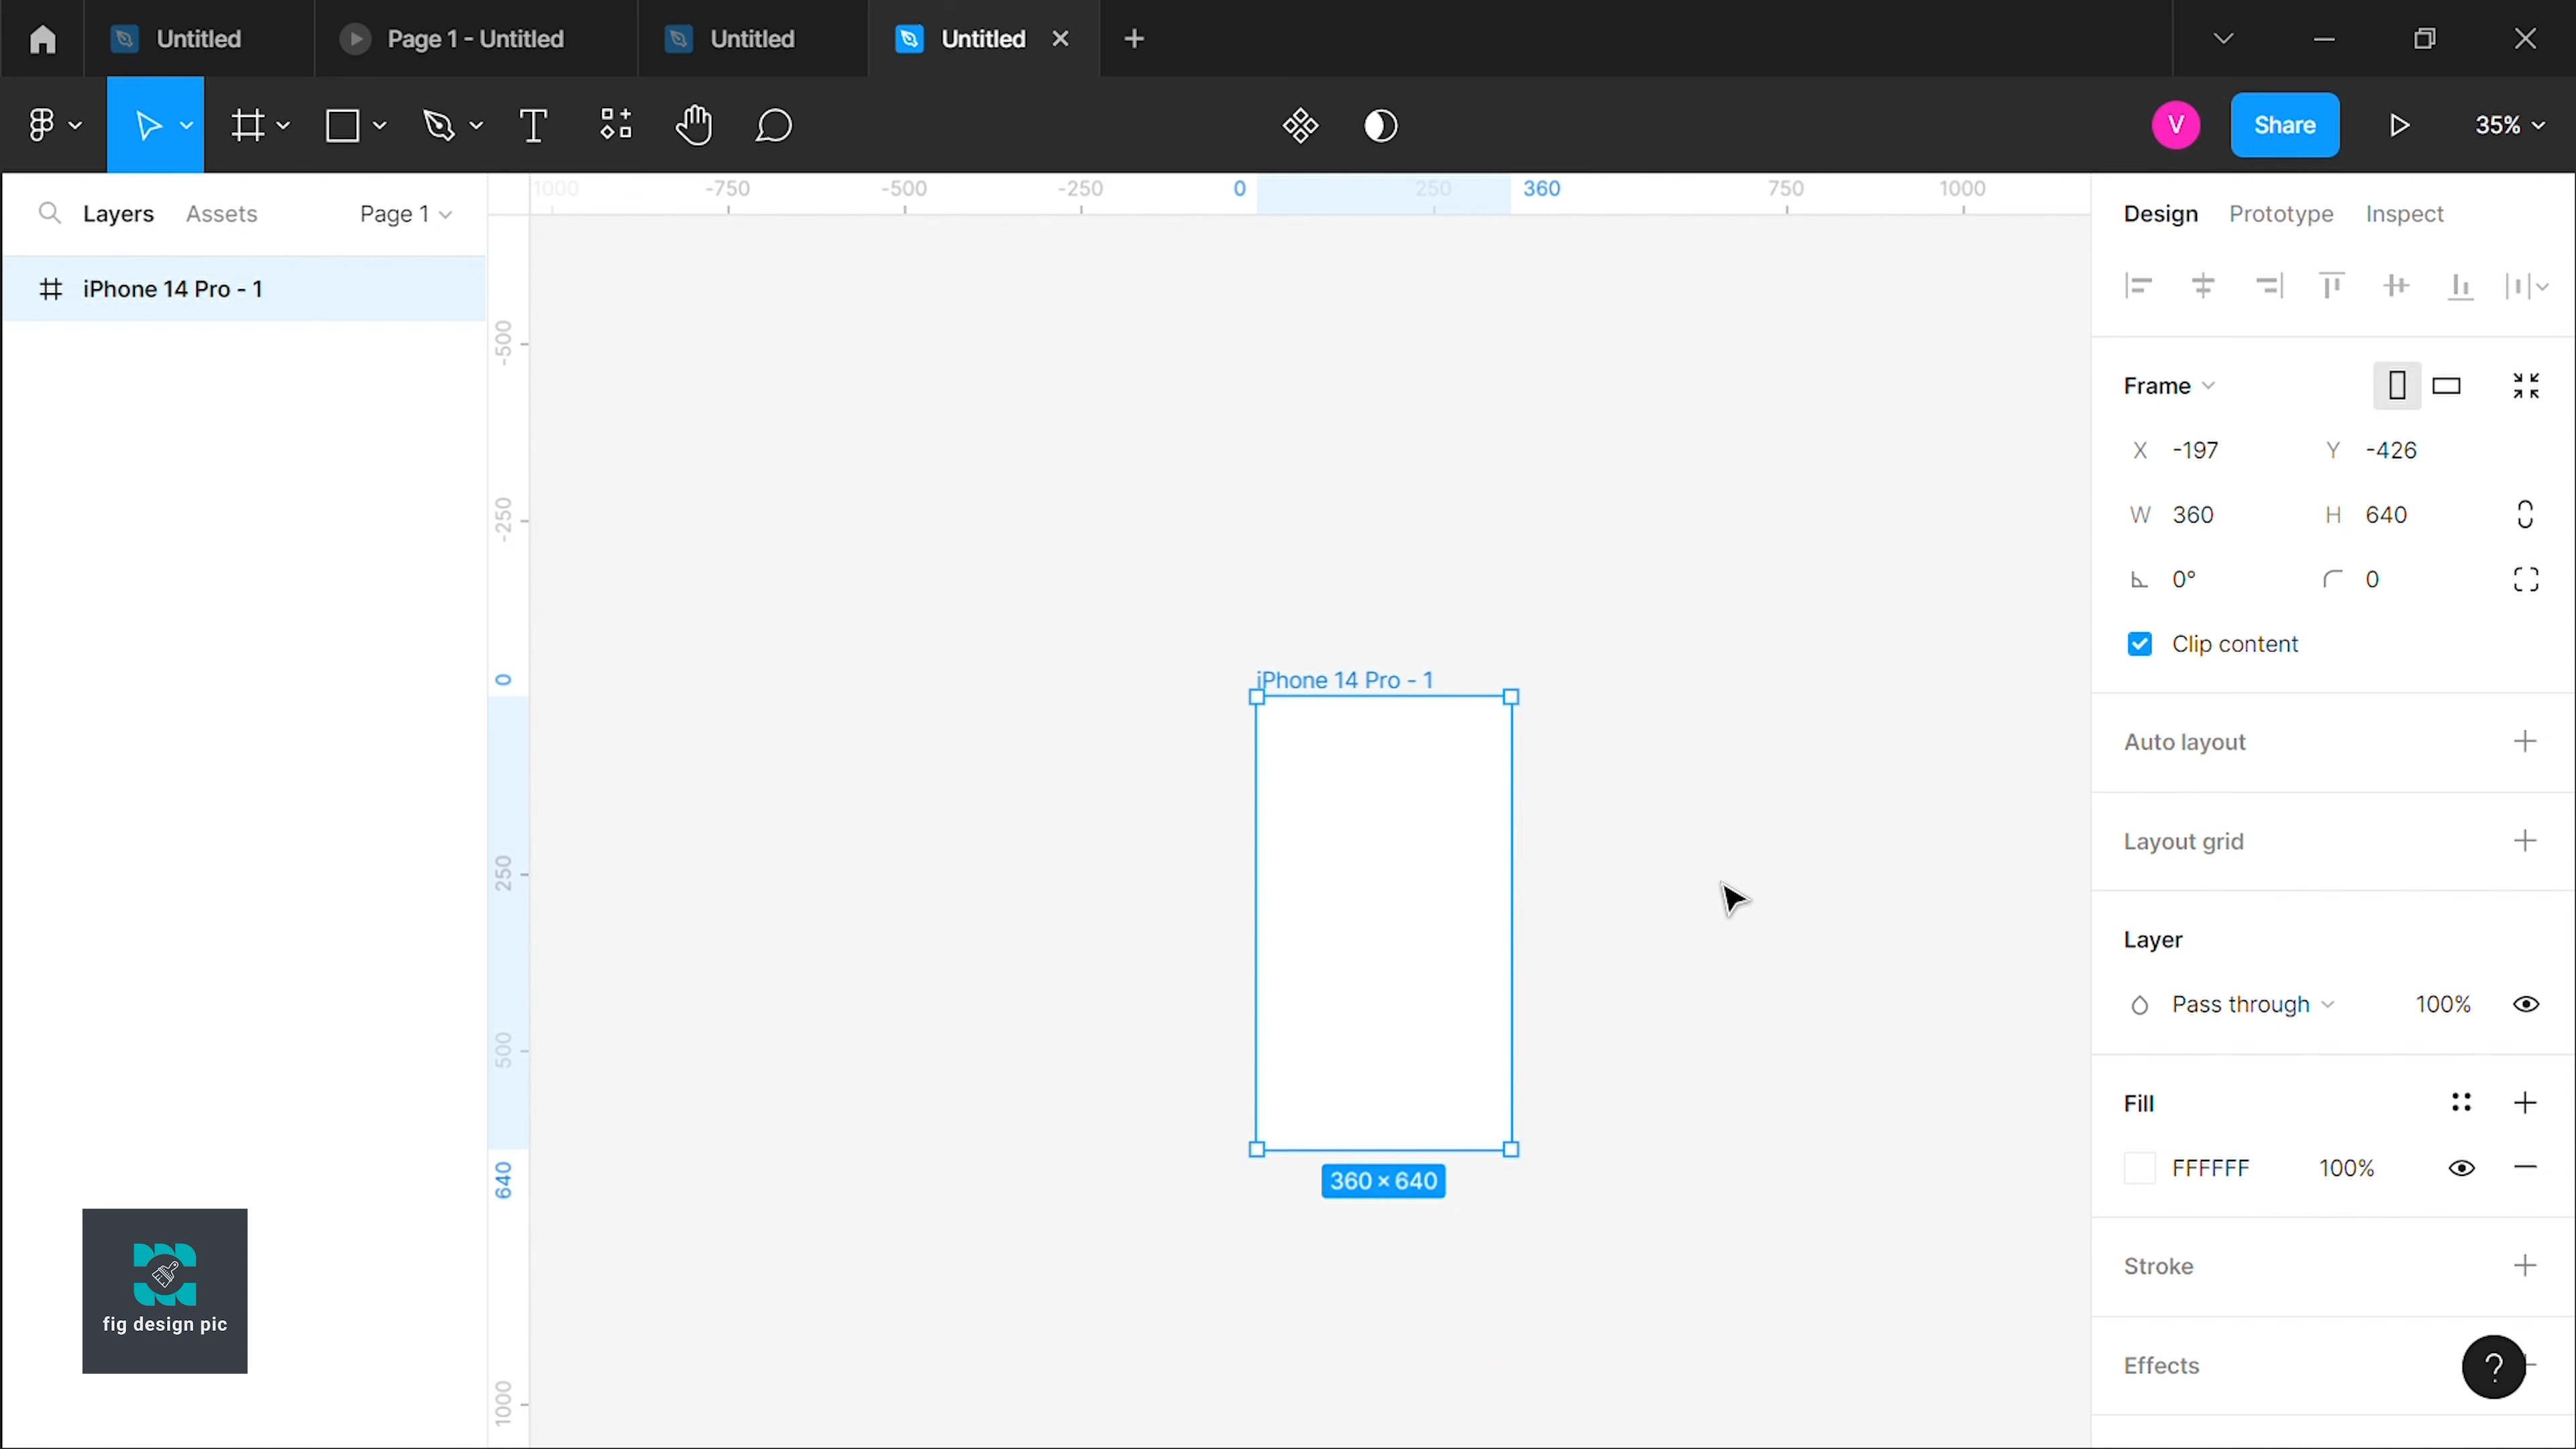 Untitled
Page 1 - Untitled
Untitled
Untitled
V
Share
35%
Layers
Assets
Page 1
iPhone 14 Pro - 1
1000
-750
-500
-250
0
250
360
750
1000
-500
-250
0
250
500
640
1000
iPhone 14 Pro - 1
360 × 640
Design
Prototype
Inspect
Frame
X -197
Y -426
W 360
H 640
0°
0
Clip content
Auto layout
Layout grid
Layer
Pass through
100%
Fill
FFFFFF
100%
Stroke
Effects
?
fig design pic